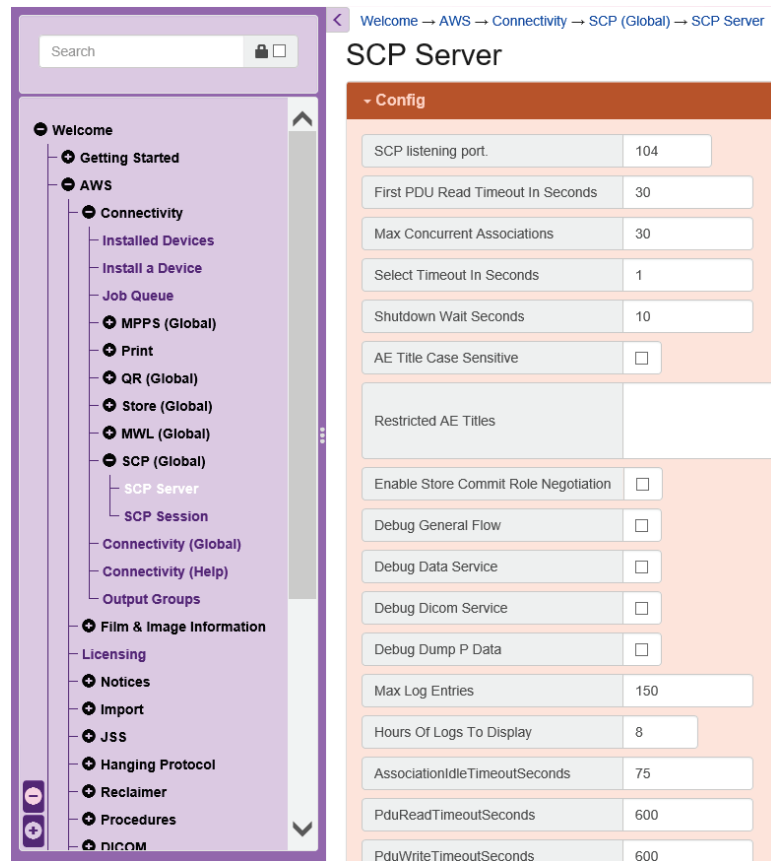 Search
Welcome
Getting Started
AWS
Connectivity
Installed Devices
Install a Device
Job Queue
MPPS (Global)
Print
QR (Global)
Store (Global)
MWL (Global)
SCP (Global)
SCP Server
SCP Session
Connectivity (Global)
Connectivity (Help)
Output Groups
Film & Image Information
Licensing
Notices
Import
JSS
Hanging Protocol
Reclaimer
Procedures
DICOM
Welcome → AWS → Connectivity → SCP (Global) → SCP Server
SCP Server
Config
SCP listening port. 104
First PDU Read Timeout In Seconds 30
Max Concurrent Associations 30
Select Timeout In Seconds 1
Shutdown Wait Seconds 10
AE Title Case Sensitive
Restricted AE Titles
Enable Store Commit Role Negotiation
Debug General Flow
Debug Data Service
Debug Dicom Service
Debug Dump P Data
Max Log Entries 150
Hours Of Logs To Display 8
AssociationIdleTimeoutSeconds 75
PduReadTimeoutSeconds 600
PduWriteTimeoutSeconds 600